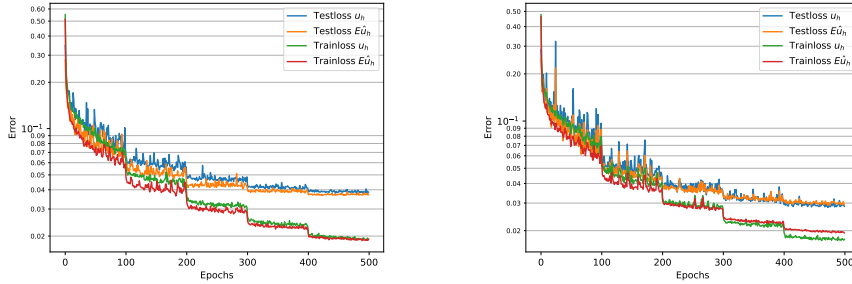 0.60
0.50
0.40
0.30
0.20
10⁻¹
0.09
0.08
0.07
0.06
0.05
0.04
0.03
0.02
Error
0 100 200 300 400 500
Epochs
Testloss u_h
Testloss Eû_h
Trainloss u_h
Trainloss Eû_h
0.50
0.40
0.30
0.20
10⁻¹
0.09
0.08
0.07
0.06
0.05
0.04
0.03
0.02
Error
0 100 200 300 400 500
Epochs
Testloss u_h
Testloss Eû_h
Trainloss u_h
Trainloss Eû_h